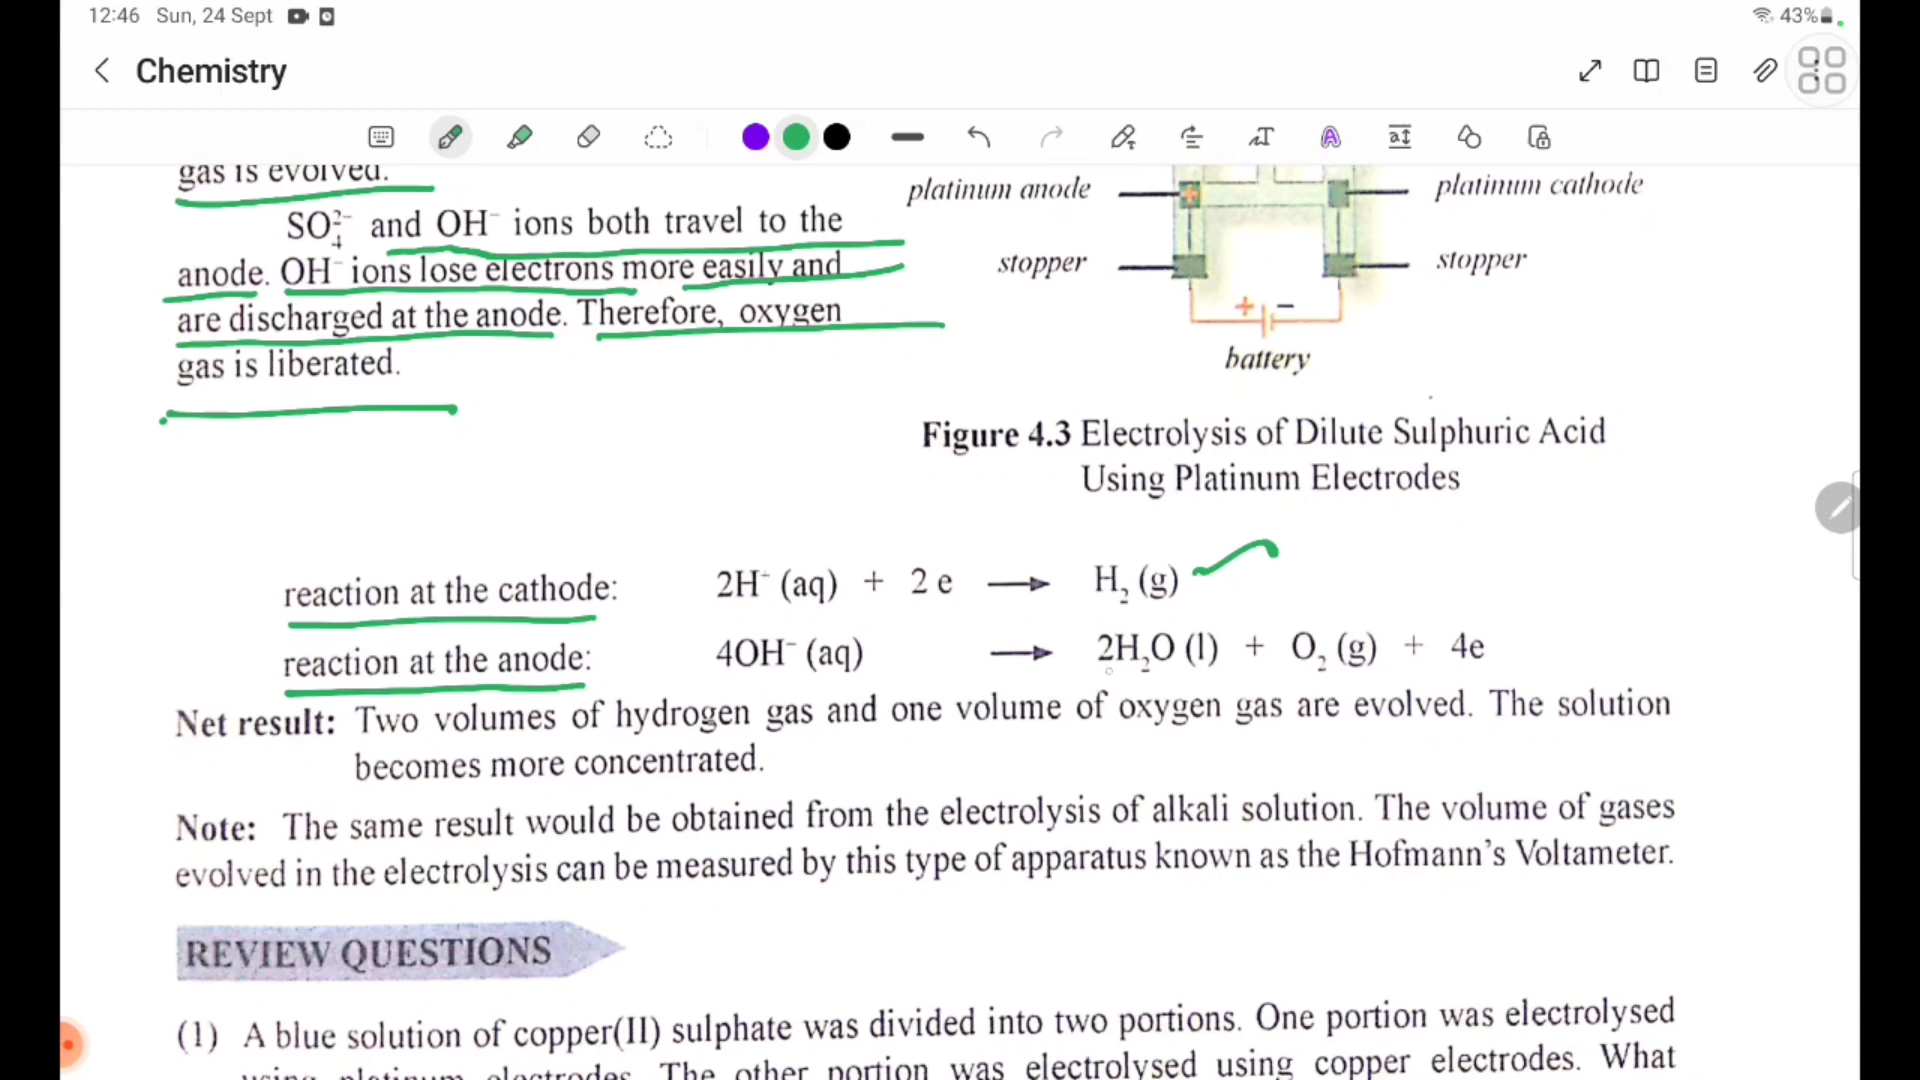 12:46 Sun, 24 Sept
43%
Chemistry
gas is evolved.
SO₄²⁻ and OH⁻ ions both travel to the
anode. OH⁻ ions lose electrons more easily and
are discharged at the anode. Therefore, oxygen
gas is liberated.
platinum anode
platinum cathode
stopper
stopper
+ −
battery
Figure 4.3 Electrolysis of Dilute Sulphuric Acid
Using Platinum Electrodes
reaction at the cathode: 2H⁺ (aq) + 2 e ⟶ H₂ (g)
reaction at the anode: 4OH⁻ (aq) ⟶ 2H₂O (l) + O₂ (g) + 4e
Net result: Two volumes of hydrogen gas and one volume of oxygen gas are evolved. The solution
becomes more concentrated.
Note: The same result would be obtained from the electrolysis of alkali solution. The volume of gases
evolved in the electrolysis can be measured by this type of apparatus known as the Hofmann's Voltameter.
REVIEW QUESTIONS
(1) A blue solution of copper(II) sulphate was divided into two portions. One portion was electrolysed
using platinum electrodes. The other portion was electrolysed using copper electrodes. What